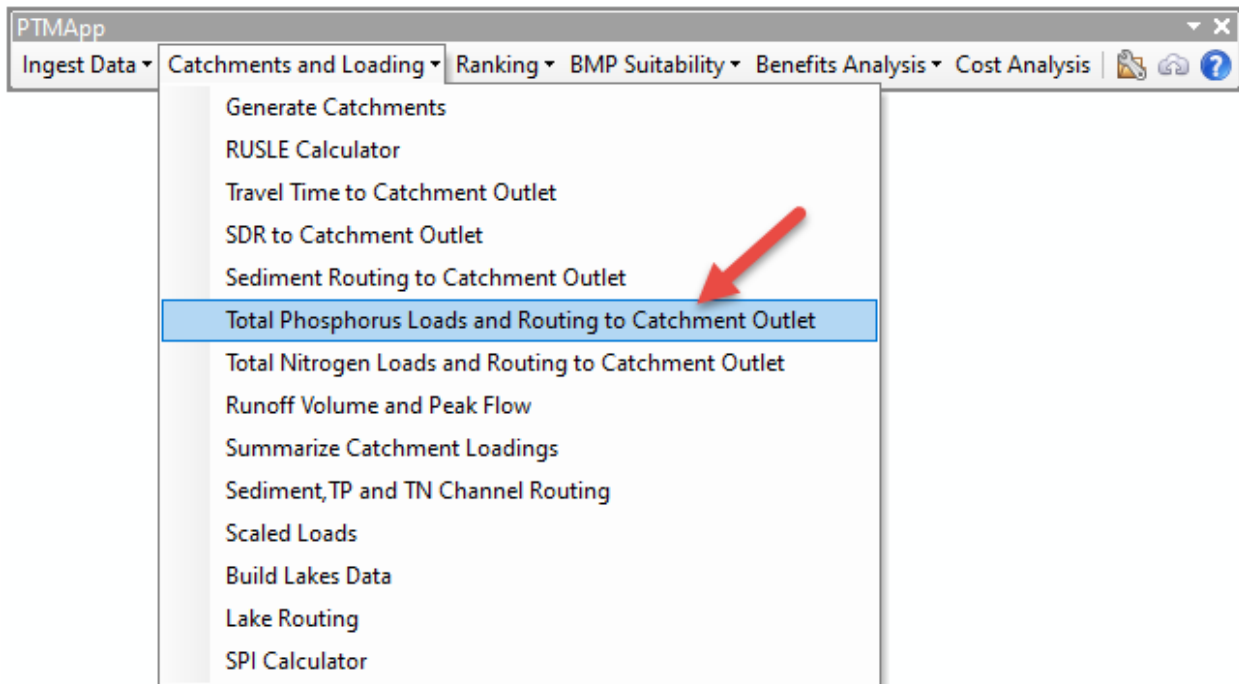 PTMApp
Ingest Data Catchments and Loading Ranking BMP Suitability Benefits Analysis Cost Analysis
Generate Catchments
RUSLE Calculator
Travel Time to Catchment Outlet
SDR to Catchment Outlet
Sediment Routing to Catchment Outlet
Total Phosphorus Loads and Routing to Catchment Outlet
Total Nitrogen Loads and Routing to Catchment Outlet
Runoff Volume and Peak Flow
Summarize Catchment Loadings
Sediment,TP and TN Channel Routing
Scaled Loads
Build Lakes Data
Lake Routing
SPI Calculator